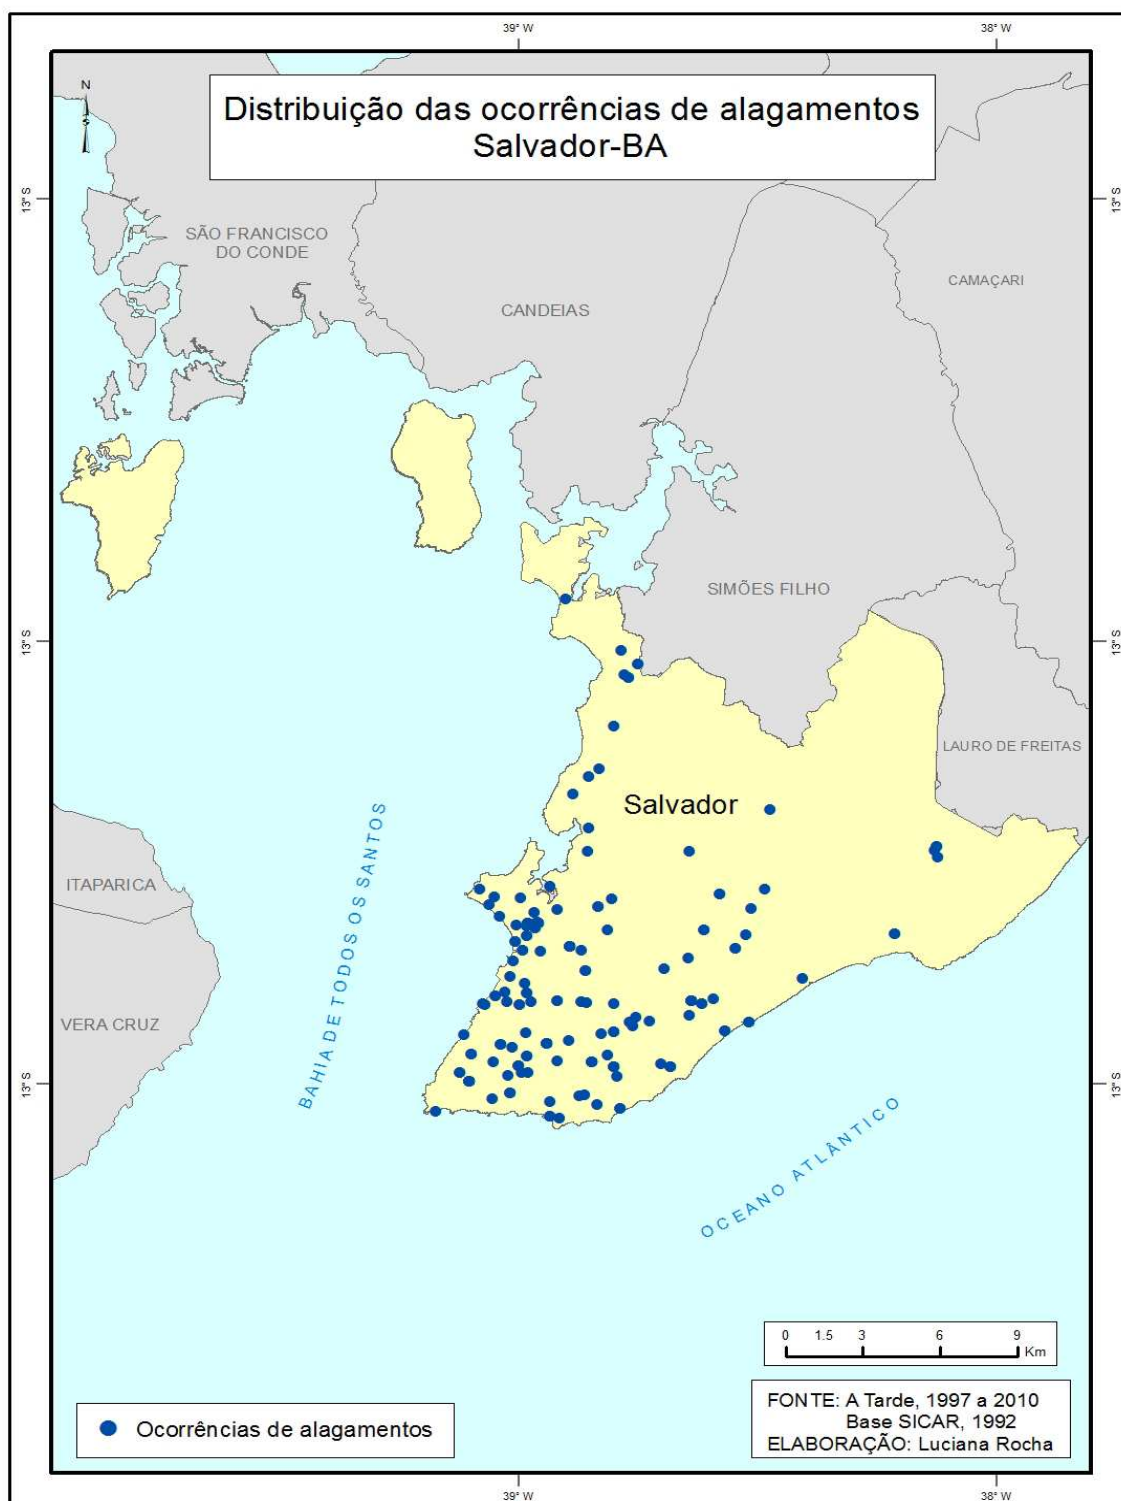 39° W
38° W
N
S
Distribuição das ocorrências de alagamentos
Salvador-BA
13° S
13° S
SÃO FRANCISCO
DO CONDE
CAMAÇARI
CANDEIAS
SIMÕES FILHO
13° S
13° S
LAURO DE FREITAS
Salvador
ITAPARICA
BAHIA DE TODOS OS SANTOS
VERA CRUZ
13° S
13° S
OCEANO ATLÂNTICO
0 1.5 3 6 9
Km
FONTE: A Tarde, 1997 a 2010
Base SICAR, 1992
ELABORAÇÃO: Luciana Rocha
Ocorrências de alagamentos
39° W
38° W